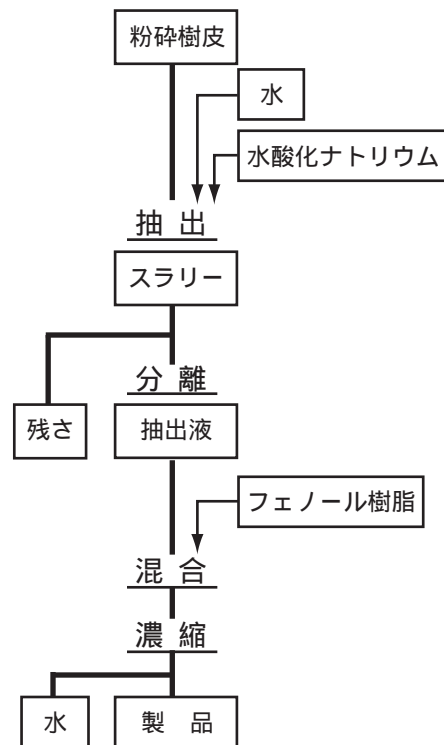 粉砕樹皮
水
水酸化ナトリウム
抽 出
スラリー
分 離
残さ
抽出液
フェノール樹脂
混 合
濃 縮
水
製 品